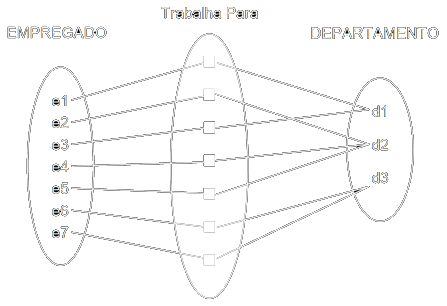 Trabalha Para
EMPREGADO
DEPARTAMENTO
e1
e2
e3
e4
e5
e6
e7
d1
d2
d3